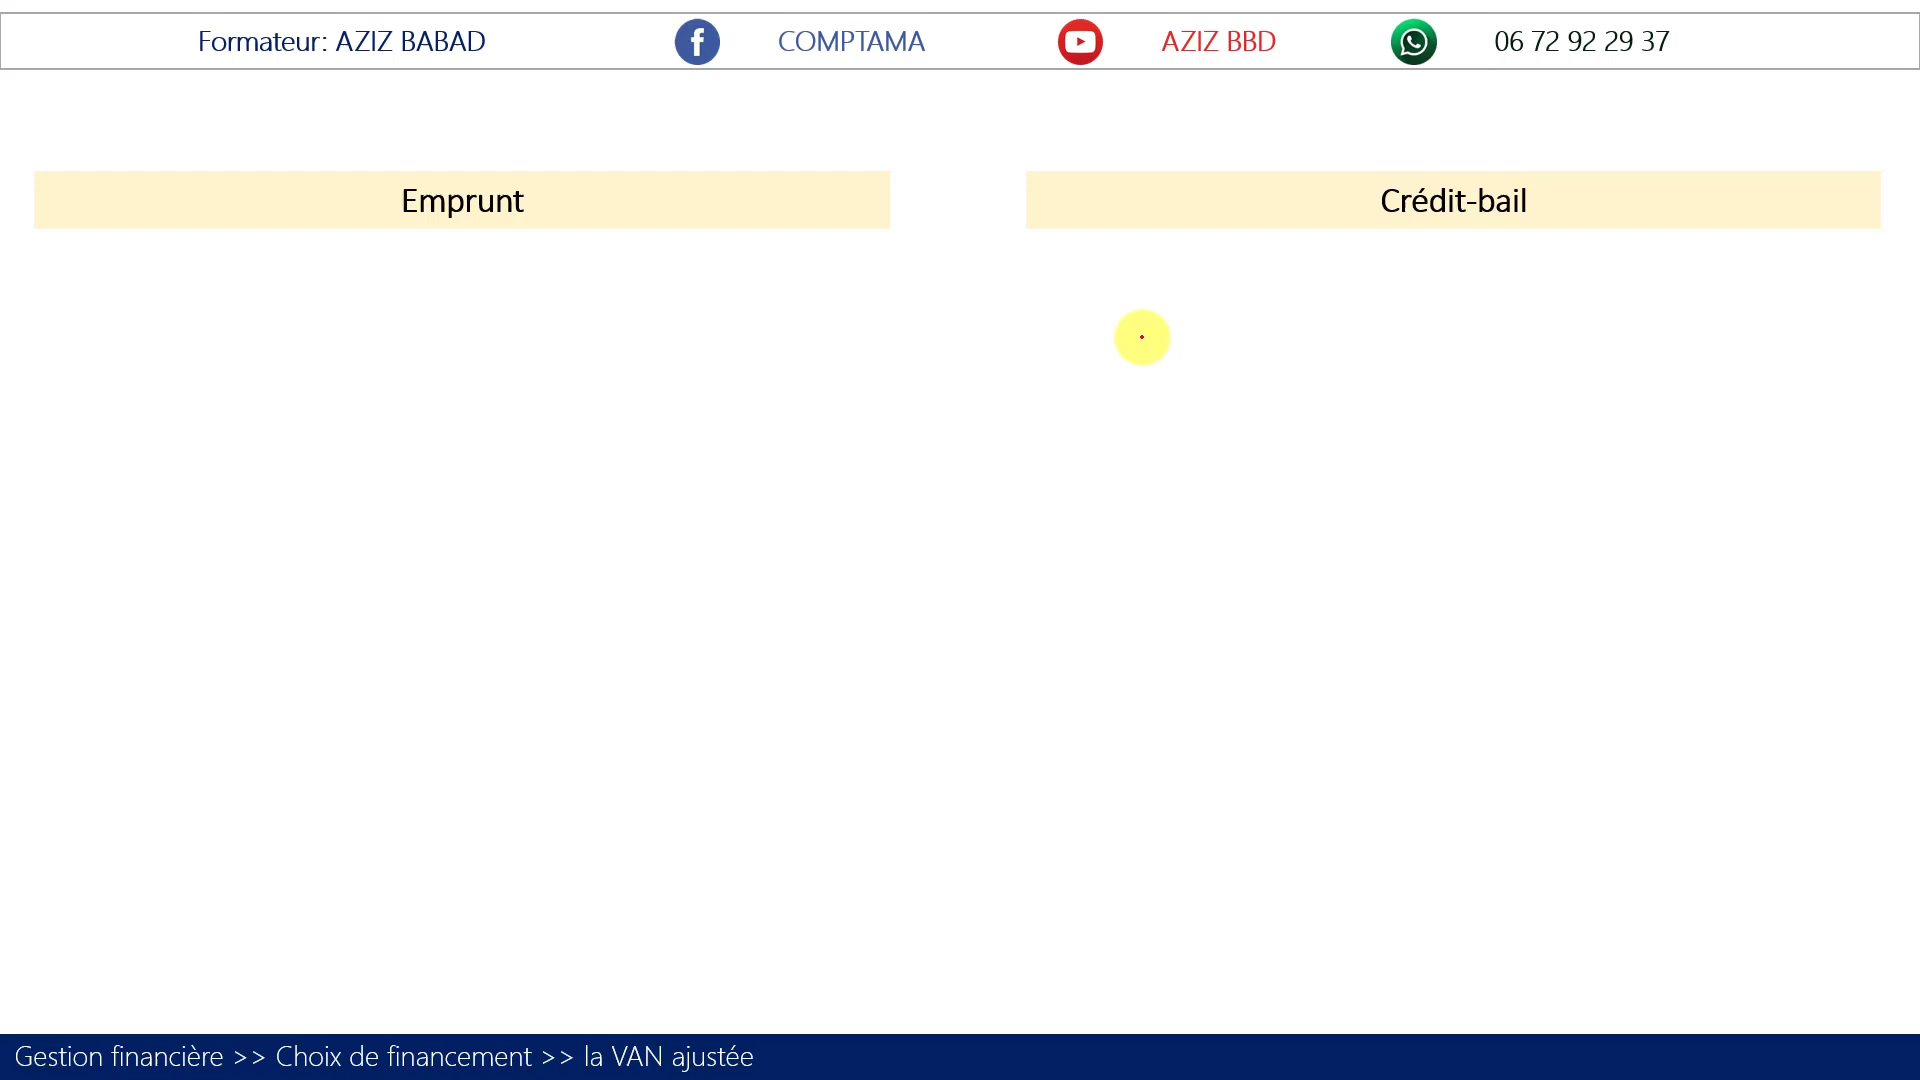 Formateur: AZIZ BABAD COMPTAMA AZIZ BBD 06 72 92 29 37
Emprunt
Crédit-bail
Gestion financière >> Choix de financement >> la VAN ajustée